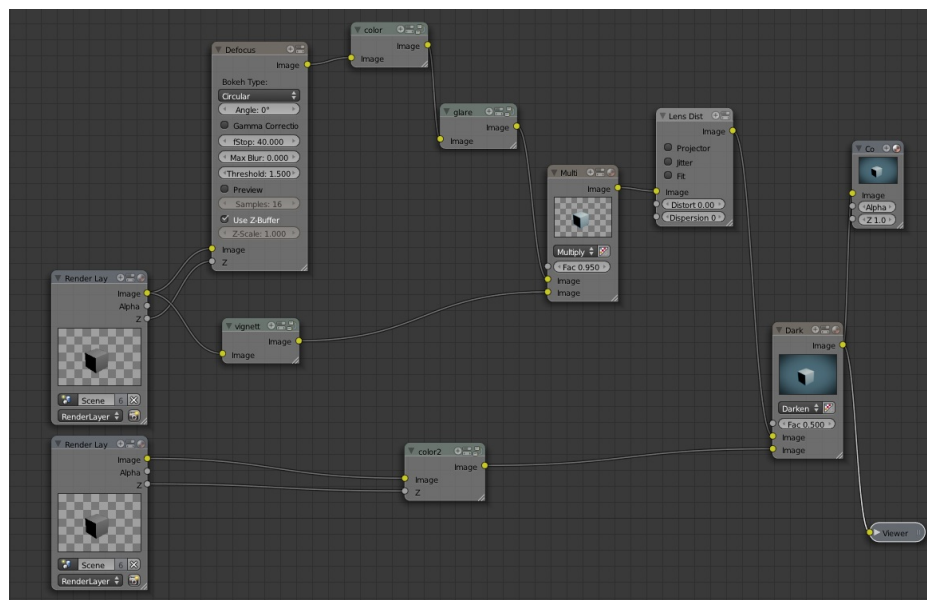 color
Image
Image
Defocus
Image
Bokeh Type:
Circular
Angle: 0°
Gamma Correctio
fStop: 40.000
Max Blur: 0.000
Threshold: 1.500
Preview
Samples: 16
Use Z-Buffer
Z-Scale: 1.000
Image
Z
glare
Image
Image
Lens Dist
Image
Projector
Jitter
Fit
Image
Distort 0.00
Dispersion 0
Co
Image
Alpha
Z 1.0
Multi
Image
Multiply
Fac 0.950
Image
Image
Render Lay
Image
Alpha
Z
Scene 6
RenderLayer
vignett
Image
Image
Dark
Image
Darken
Fac 0.500
Image
Image
Render Lay
Image
Alpha
Z
Scene 6
RenderLayer
color2
Image
Image
Z
Viewer